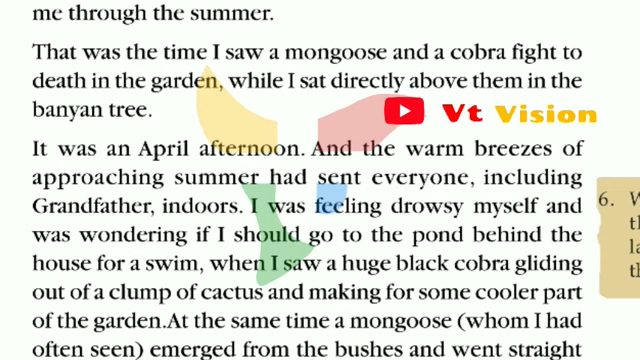 me through the summer.
That was the time I saw a mongoose and a cobra fight to
death in the garden, while I sat directly above them in the
banyan tree.
Vt Vision
It was an April afternoon. And the warm breezes of
approaching summer had sent everyone, including
Grandfather, indoors. I was feeling drowsy myself and
was wondering if I should go to the pond behind the
house for a swim, when I saw a huge black cobra gliding
out of a clump of cactus and making for some cooler part
of the garden.At the same time a mongoose (whom I had
often seen) emerged from the bushes and went straight
6.